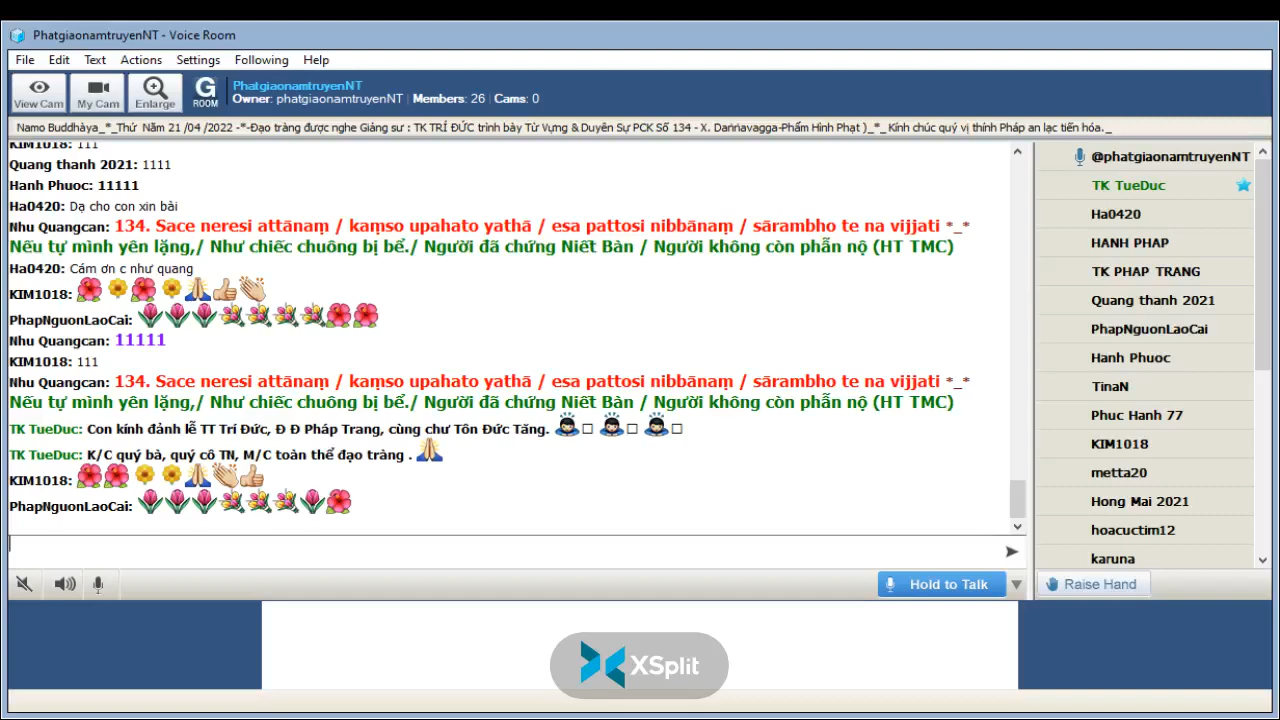 PhatgiaonamtruyenNT - Voice Room
File Edit Text Actions Settings Following Help
View Cam My Cam Enlarge G ROOM
PhatgiaonamtruyenNT
Owner: phatgiaonamtruyenNT | Members: 26 | Cams: 0
Namo Buddhàya_*_Thứ Năm 21 /04 /2022 -*-Đạo tràng được nghe Giảng sư : TK TRÍ ĐỨC trình bày Từ Vựng & Duyên Sự PCK Số 134 - X. Daṇḍavagga-Phẩm Hình Phạt )_*_ Kính chúc quý vị thính Pháp an lạc tiến hóa._
KIM1018: 111
Quang thanh 2021: 1111
Hanh Phuoc: 11111
Ha0420: Dạ cho con xin bài
Nhu Quangcan: 134. Sace neresi attānaṃ / kaṃso upahato yathā / esa pattosi nibbānaṃ / sārambho te na vijjati *_*
Nếu tự mình yên lặng,/ Như chiếc chuông bị bể./ Người đã chứng Niết Bàn / Người không còn phẫn nộ (HT TMC)
Ha0420: Cám ơn c như quang
KIM1018:
PhapNguonLaoCai:
Nhu Quangcan: 11111
KIM1018: 111
Nhu Quangcan: 134. Sace neresi attānaṃ / kaṃso upahato yathā / esa pattosi nibbānaṃ / sārambho te na vijjati *_*
Nếu tự mình yên lặng,/ Như chiếc chuông bị bể./ Người đã chứng Niết Bàn / Người không còn phẫn nộ (HT TMC)
TK TueDuc: Con kính đảnh lễ TT Trí Đức, Đ Đ Pháp Trang, cùng chư Tôn Đức Tăng.
TK TueDuc: K/C quý bà, quý cô TN, M/C toàn thể đạo tràng .
KIM1018:
PhapNguonLaoCai:
@phatgiaonamtruyenNT
TK TueDuc
Ha0420
HANH PHAP
TK PHAP TRANG
Quang thanh 2021
PhapNguonLaoCai
Hanh Phuoc
TinaN
Phuc Hanh 77
KIM1018
metta20
Hong Mai 2021
hoacuctim12
karuna
Hold to Talk
Raise Hand
XSplit